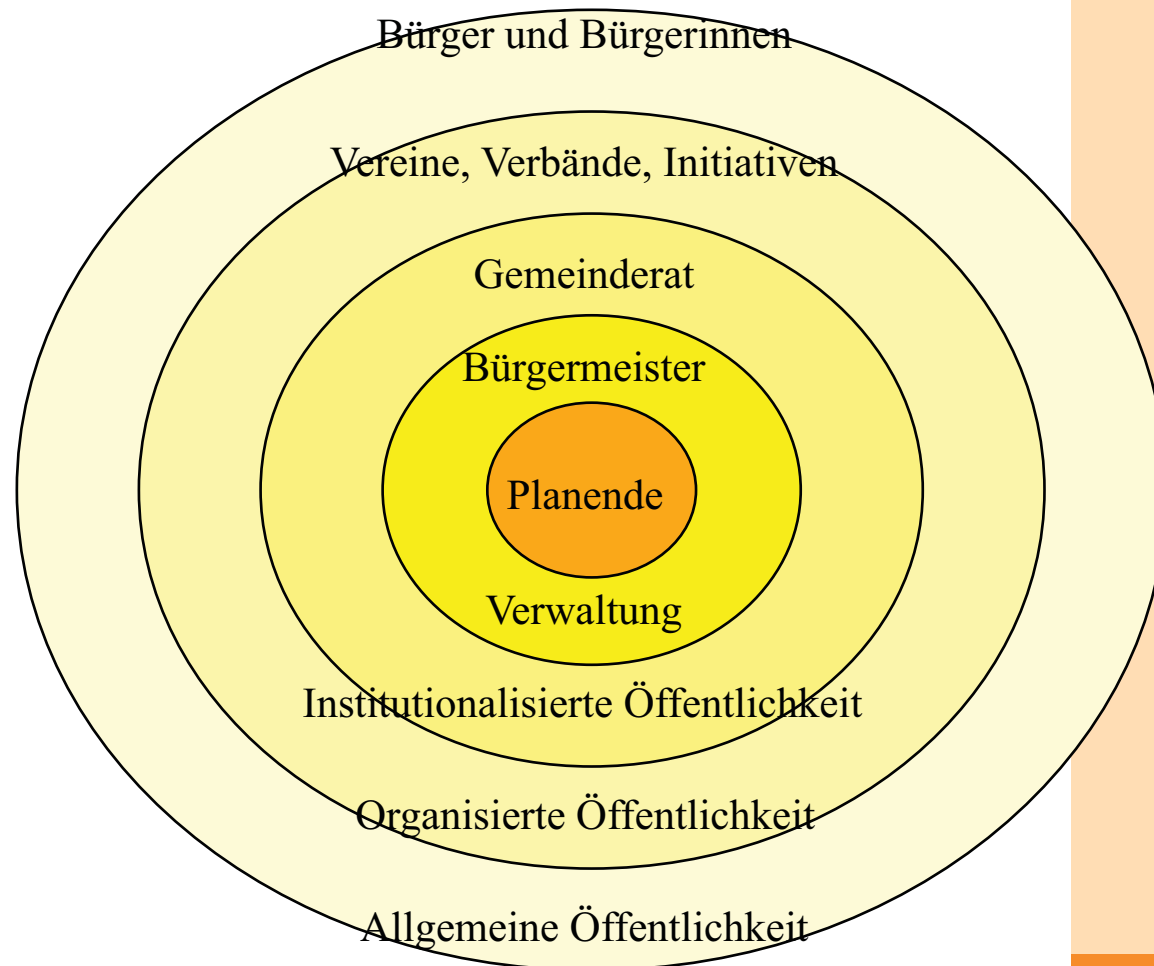 Bürger und Bürgerinnen
Vereine, Verbände, Initiativen
Gemeinderat
Bürgermeister
Planende
Verwaltung
Institutionalisierte Öffentlichkeit
Organisierte Öffentlichkeit
Allgemeine Öffentlichkeit